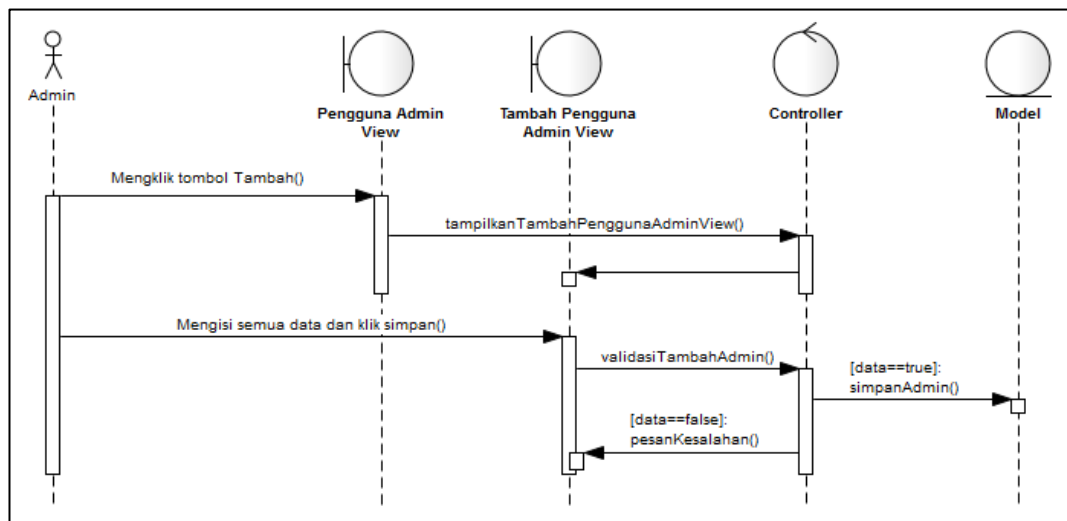 Admin
Pengguna Admin
View
Tambah Pengguna
Admin View
Controller
Model
Mengklik tombol Tambah()
tampilkanTambahPenggunaAdminView()
Mengisi semua data dan klik simpan()
validasiTambahAdmin()
[data==true]:
simpanAdmin()
[data==false]:
pesanKesalahan()